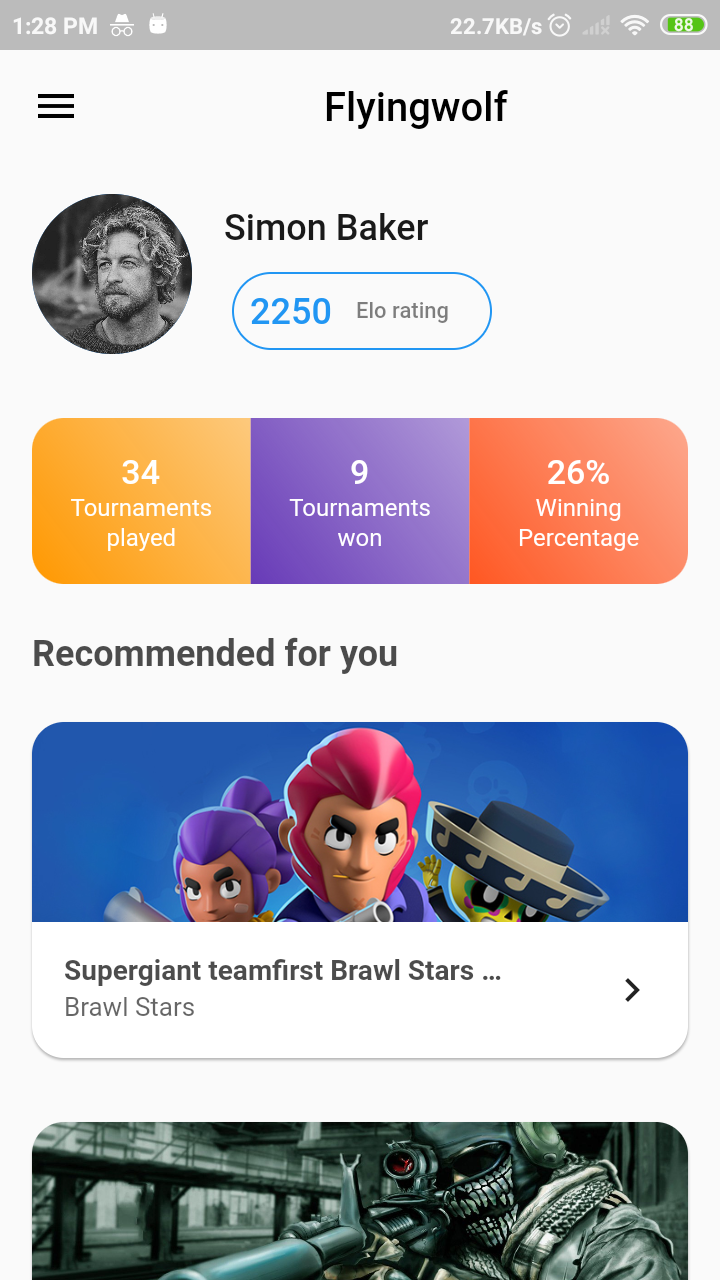 1:28 PM 22.7KB/s 88
Flyingwolf
Simon Baker
2250 Elo rating
34
Tournaments
played
9
Tournaments
won
26%
Winning
Percentage
Recommended for you
Supergiant teamfirst Brawl Stars ...
Brawl Stars